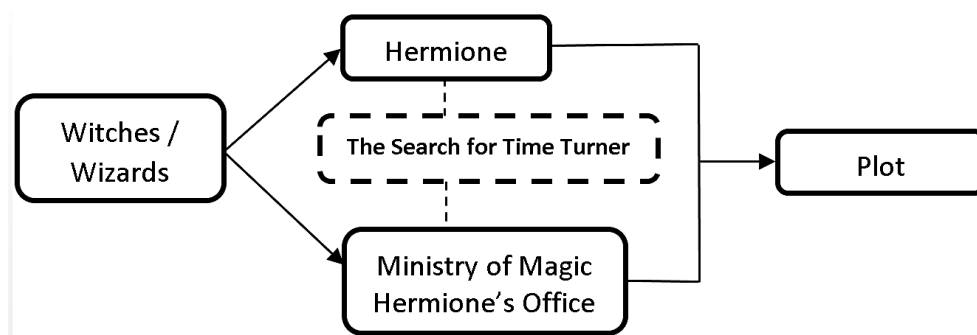 Hermione
Witches /
Wizards
The Search for Time Turner
Plot
Ministry of Magic
Hermione’s Office